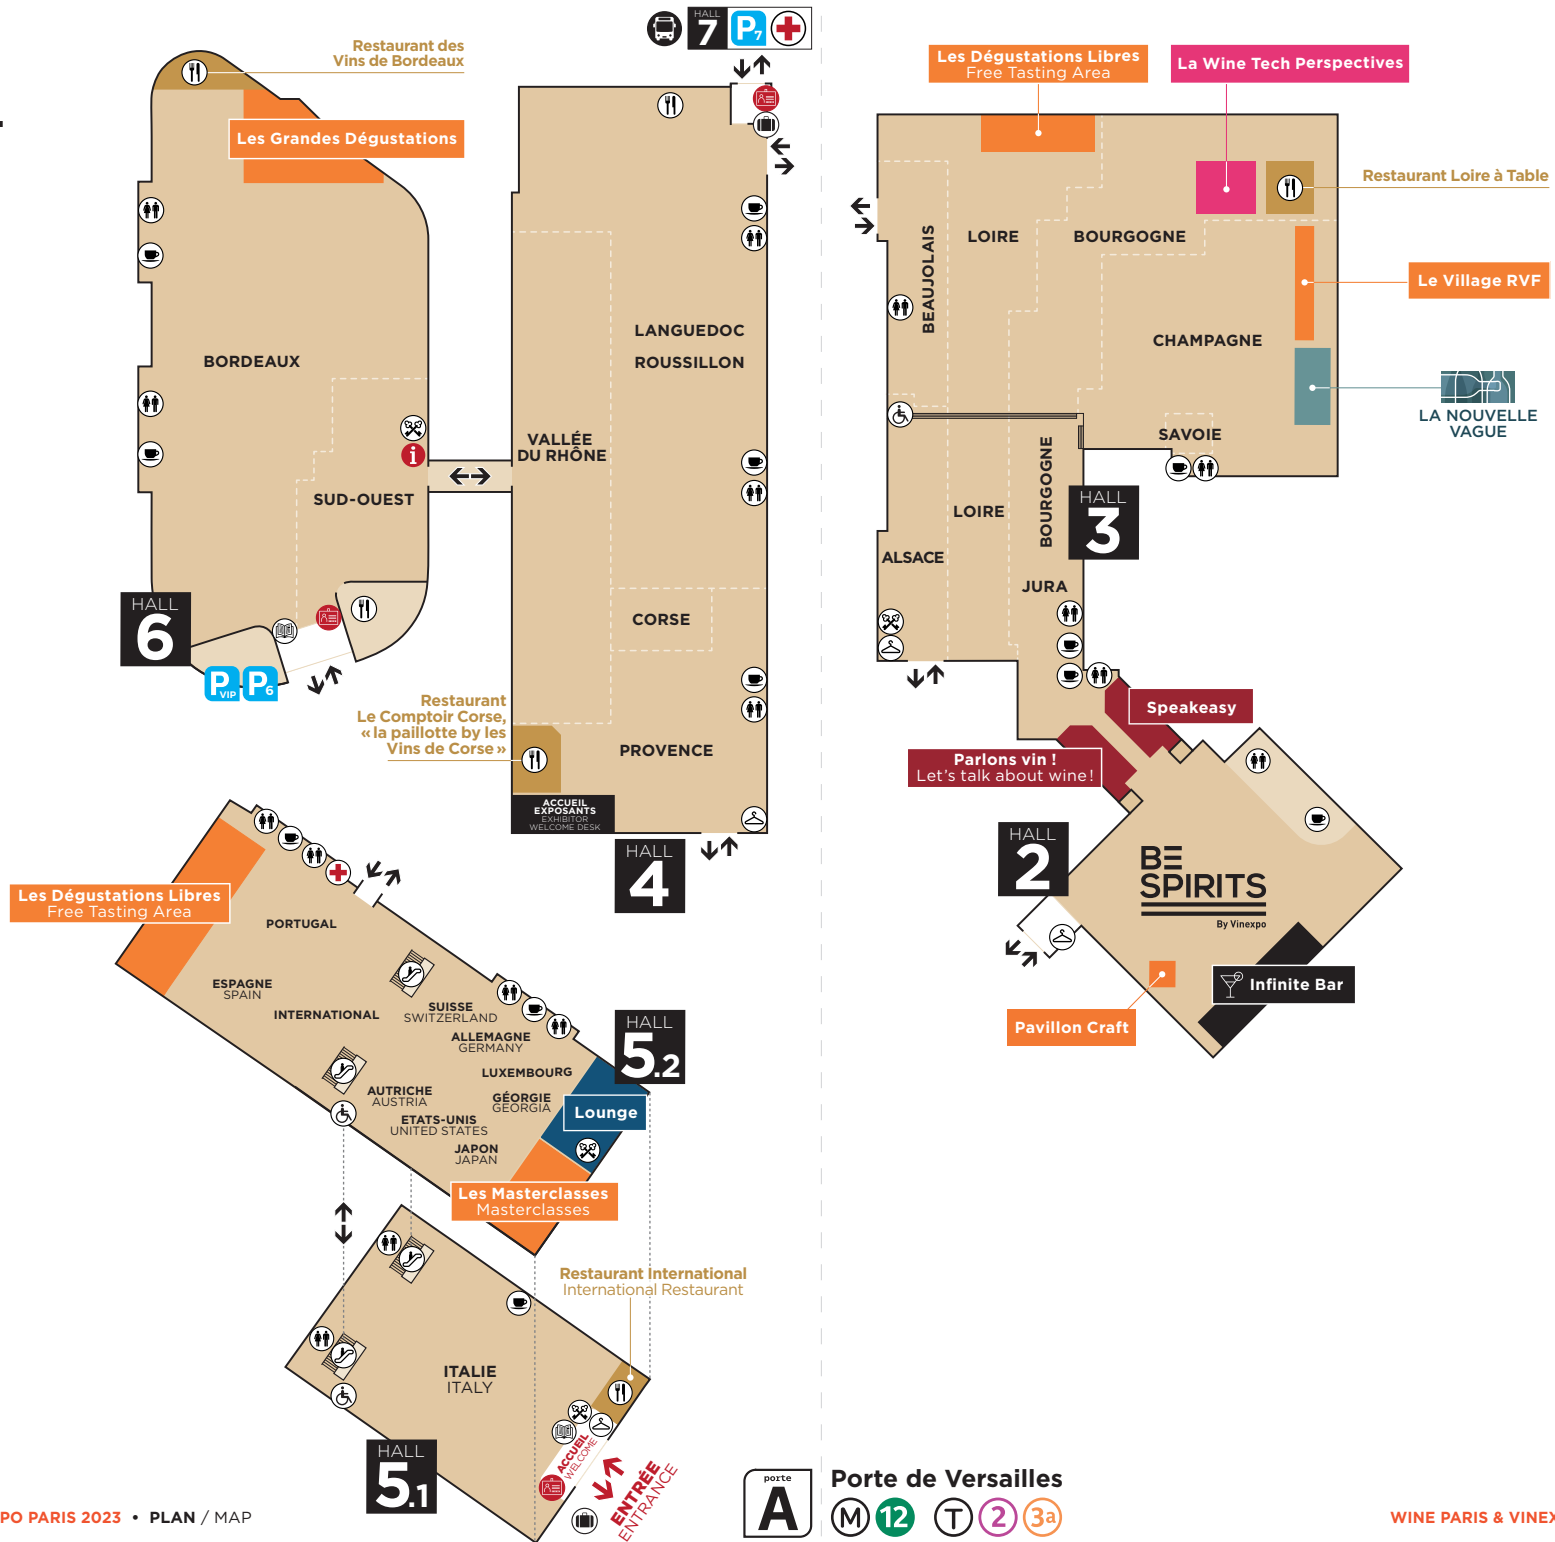 Restaurant des
Vins de Bordeaux
Les Grandes Dégustations
BORDEAUX
SUD-OUEST
i
HALL
6
P VIP
P 6
HALL
7
P 7
LANGUEDOC
ROUSSILLON
VALLÉE
DU RHÔNE
CORSE
PROVENCE
Restaurant
Le Comptoir Corse,
«la paillotte by les
Vins de Corse»
ACCUEIL
EXPOSANTS
EXHIBITOR
WELCOME DESK
HALL
4
Les Dégustations Libres
Free Tasting Area
La Wine Tech Perspectives
Restaurant Loire à Table
BEAUJOLAIS
LOIRE
BOURGOGNE
Le Village RVF
CHAMPAGNE
LA NOUVELLE
VAGUE
SAVOIE
BOURGOGNE
LOIRE
ALSACE
JURA
HALL
3
Speakeasy
Parlons vin !
Let's talk about wine!
HALL
2
BE
SPIRITS
By Vinexpo
Infinite Bar
Pavillon Craft
Les Dégustations Libres
Free Tasting Area
PORTUGAL
ESPAGNE
SPAIN
INTERNATIONAL
SUISSE
SWITZERLAND
ALLEMAGNE
GERMANY
LUXEMBOURG
GÉORGIE
GEORGIA
AUTRICHE
AUSTRIA
ETATS-UNIS
UNITED STATES
JAPON
JAPAN
HALL
5.2
Lounge
Les Masterclasses
Masterclasses
Restaurant International
International Restaurant
ITALIE
ITALY
HALL
5.1
ACCUEIL
WELCOME
ENTRÉE
ENTRANCE
porte
A
Porte de Versailles
M 12 T 2 3a
PO PARIS 2023 • PLAN / MAP
WINE PARIS & VINEX